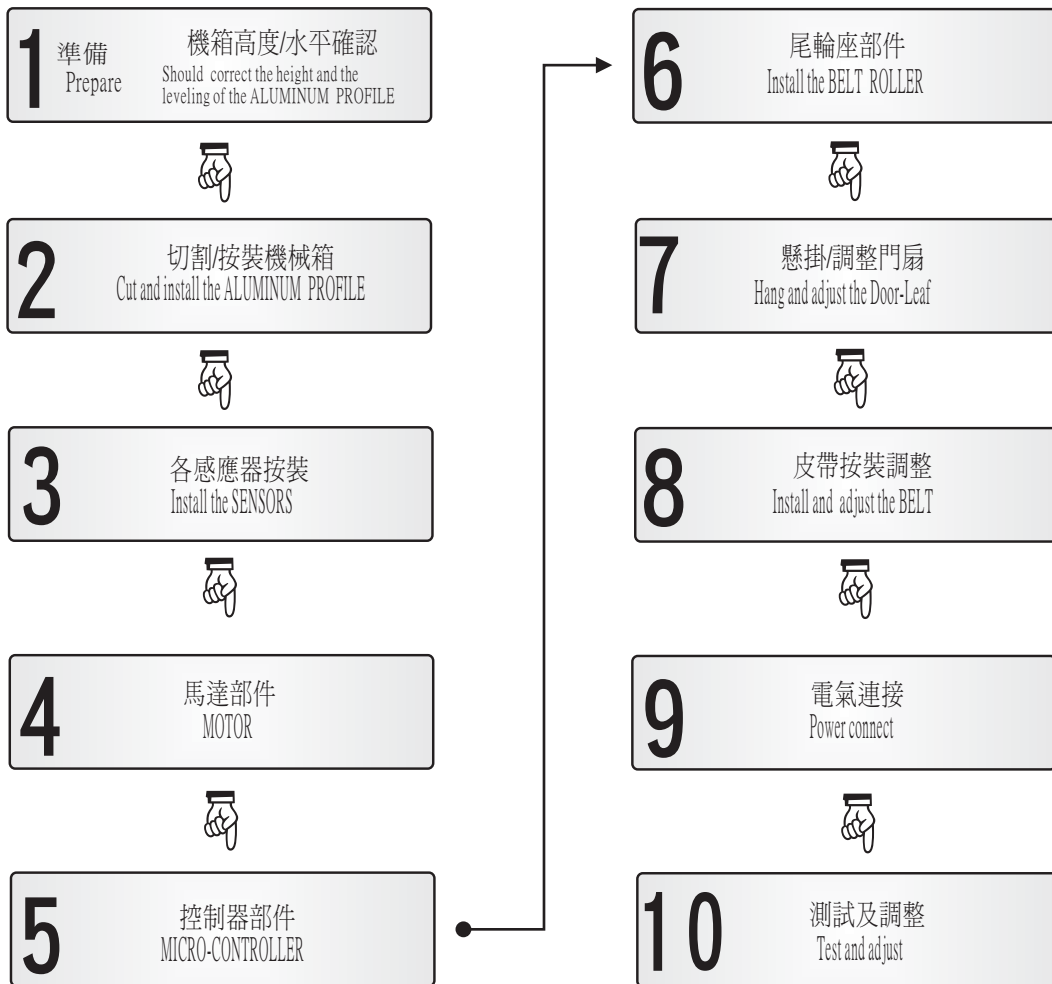 1
準備
Prepare
機箱高度/水平確認
Should correct the height and the
leveling of the ALUMINUM PROFILE
2
切割/按裝機械箱
Cut and install the ALUMINUM PROFILE
3
各感應器按裝
Install the SENSORS
4
馬達部件
MOTOR
5
控制器部件
MICRO-CONTROLLER
6
尾輪座部件
Install the BELT ROLLER
7
懸掛/調整門扇
Hang and adjust the Door-Leaf
8
皮帶按裝調整
Install and adjust the BELT
9
電氣連接
Power connect
10
測試及調整
Test and adjust